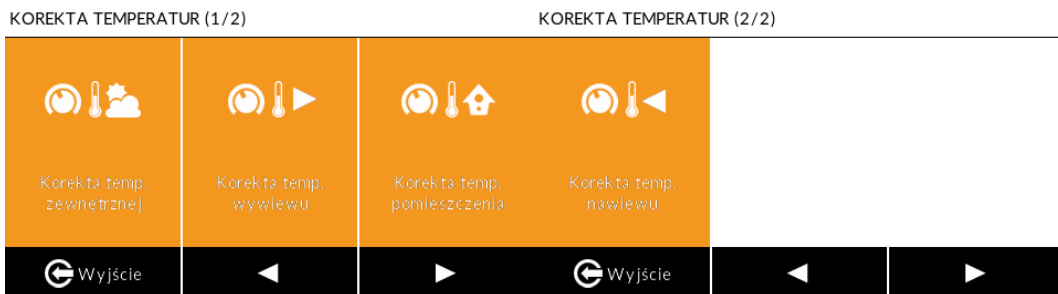 KOREKTA TEMPERATUR (1/2)
Korekta temp.
zewnętrznej
Korekta temp.
wywiewu
Korekta temp.
pomieszczenia
Wyjście
KOREKTA TEMPERATUR (2/2)
Korekta temp.
nawiewu
Wyjście